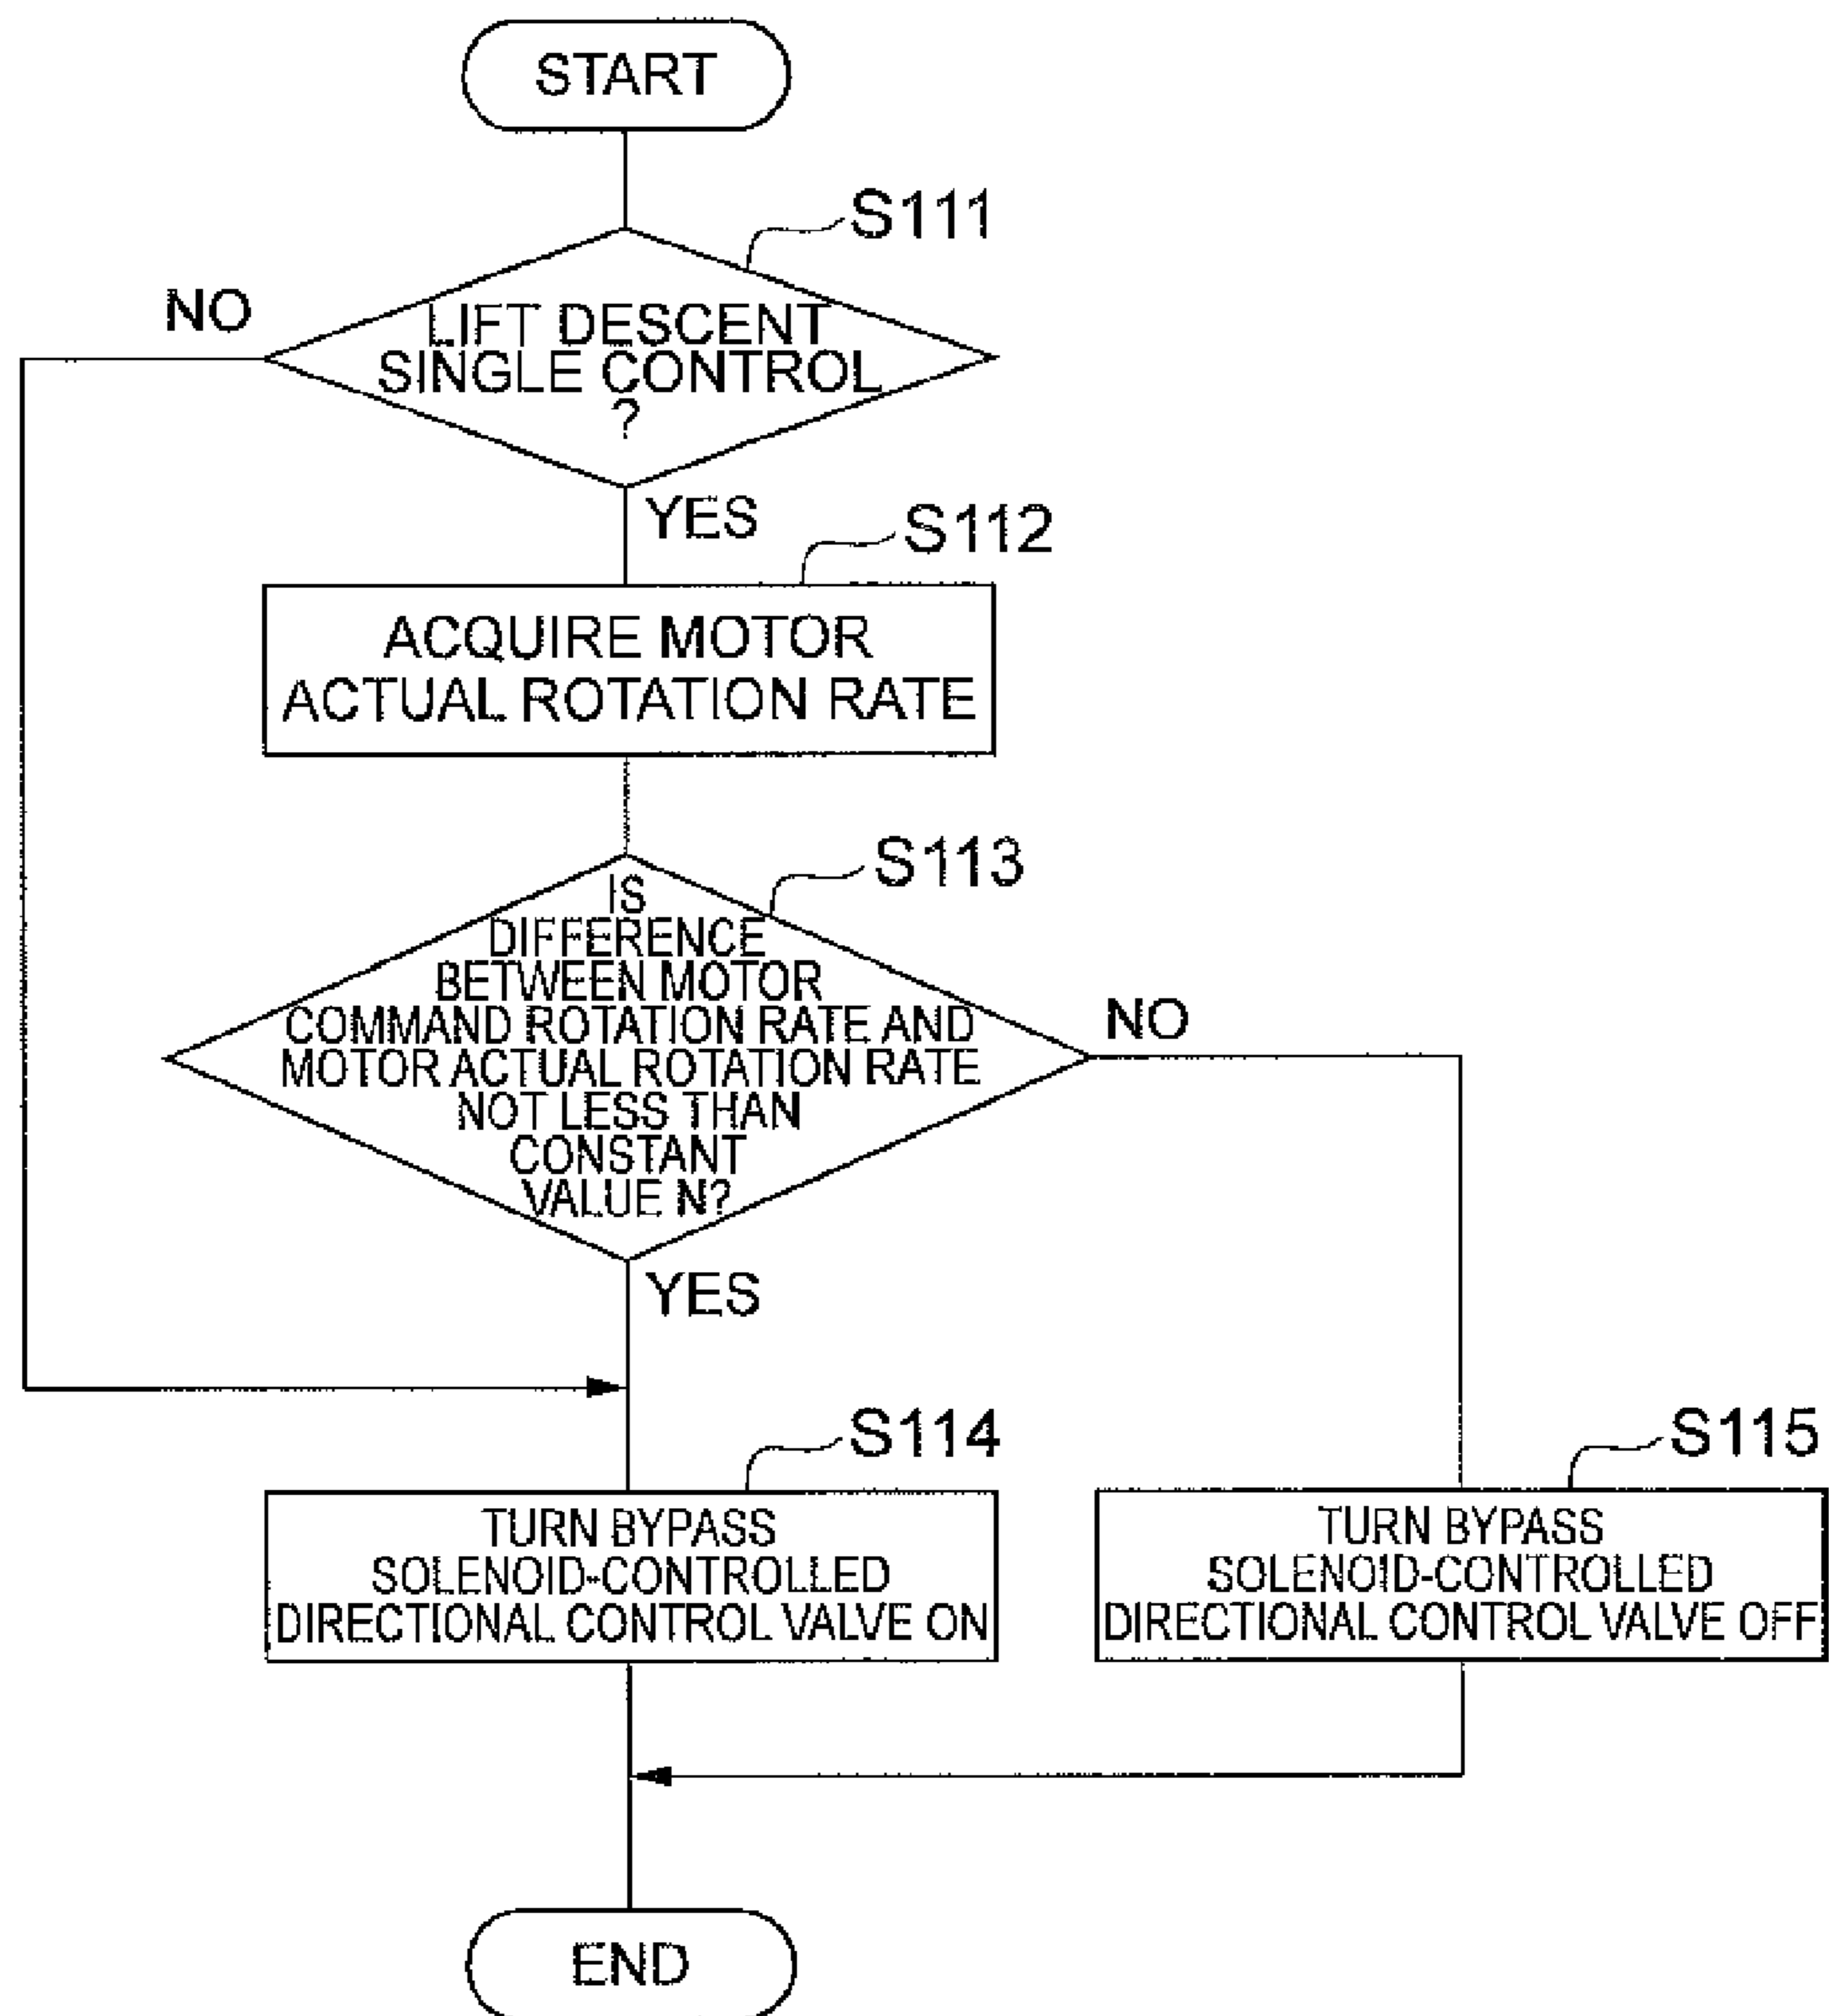 START
S111
NO
LIFT DESCENT
SINGLE CONTROL
?
YES
S112
ACQUIRE MOTOR
ACTUAL ROTATION RATE
S113
IS
DIFFERENCE
BETWEEN MOTOR
COMMAND ROTATION RATE AND
MOTOR ACTUAL ROTATION RATE
NOT LESS THAN
CONSTANT
VALUE N?
NO
YES
S114
TURN BYPASS
SOLENOID-CONTROLLED
DIRECTIONAL CONTROL VALVE ON
S115
TURN BYPASS
SOLENOID-CONTROLLED
DIRECTIONAL CONTROL VALVE OFF
END